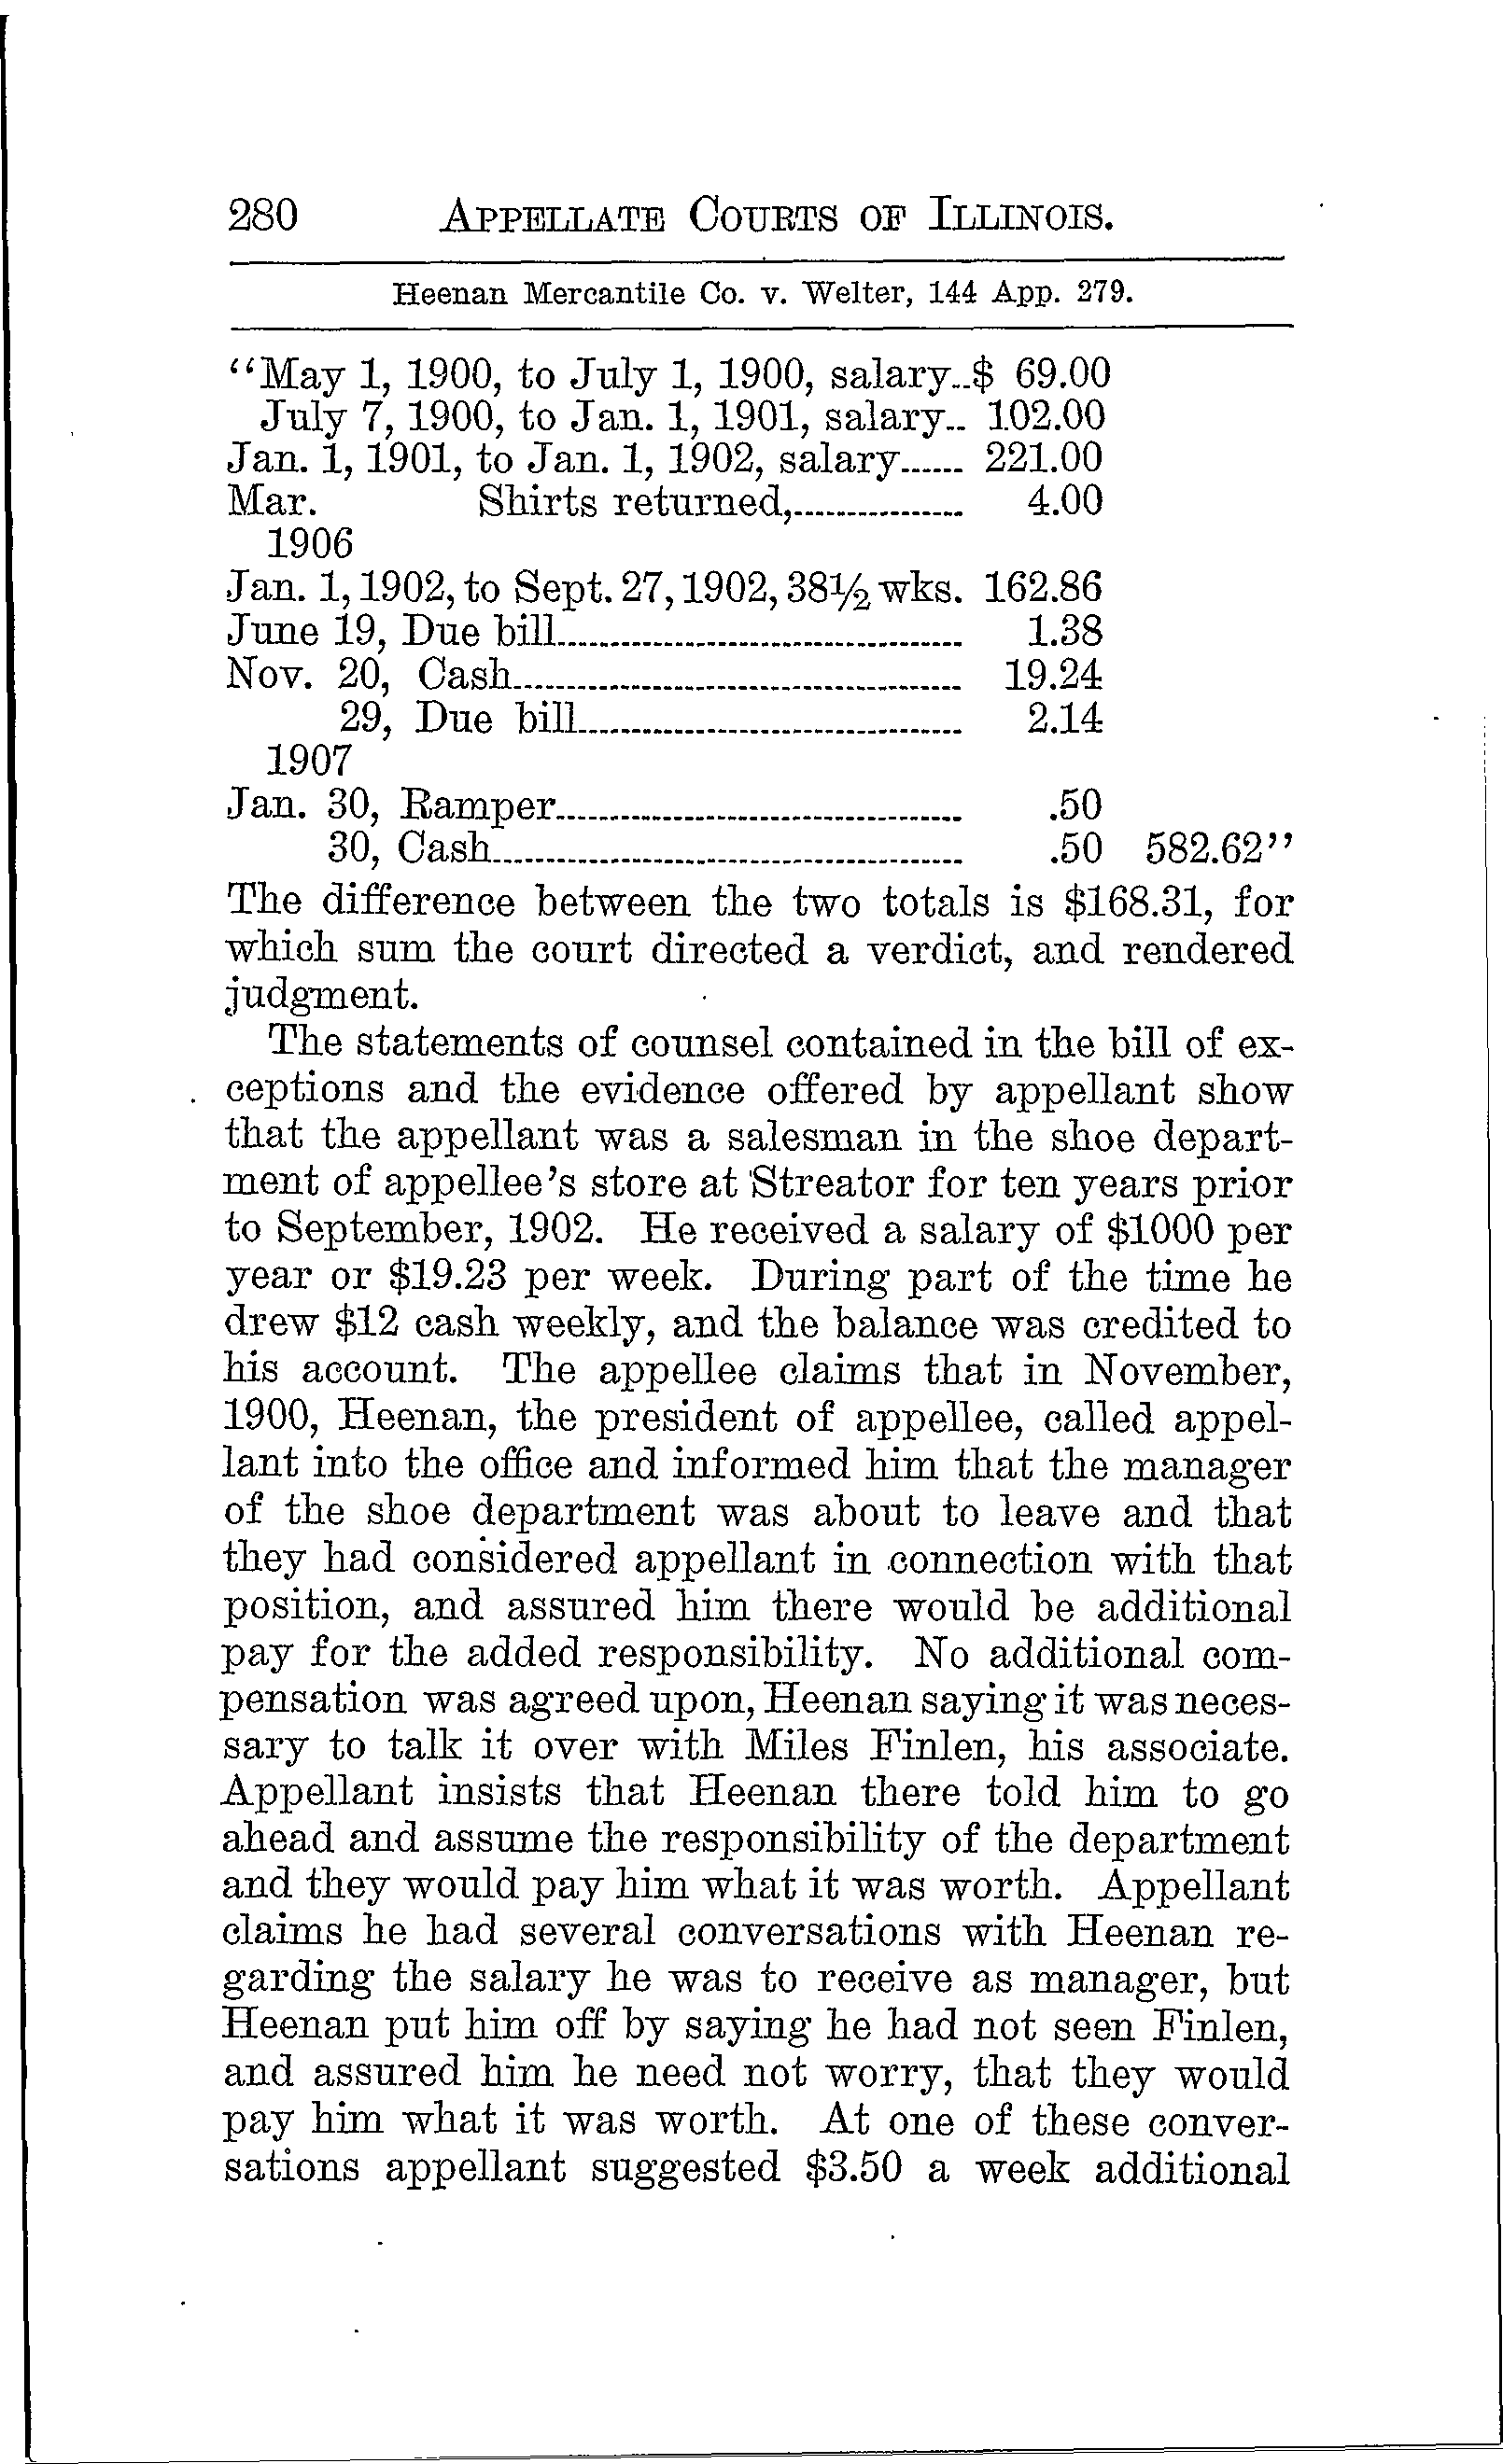 280 APPELLATE COURTS OF ILLINOIS.
Heenan Mercantile Co. v. Welter, 144 App. 279.
“May 1, 1900, to July 1, 1900, salary..$ 69.00
July 7, 1900, to Jan. 1, 1901, salary.. 102.00
Jan. 1, 1901, to Jan. 1, 1902, salary...... 221.00
Mar. Shirts returned,................ 4.00
1906
Jan. 1, 1902, to Sept. 27, 1902, 38½ wks. 162.86
June 19, Due bill...................................... 1.38
Nov. 20, Cash.......................................... 19.24
29, Due bill.................................... 2.14
1907
Jan. 30, Ramper...................................... .50
30, Cash............................................ .50 582.62”
The difference between the two totals is $168.31, for
which sum the court directed a verdict, and rendered
judgment.
The statements of counsel contained in the bill of ex-
ceptions and the evidence offered by appellant show
that the appellant was a salesman in the shoe depart-
ment of appellee's store at Streator for ten years prior
to September, 1902. He received a salary of $1000 per
year or $19.23 per week. During part of the time he
drew $12 cash weekly, and the balance was credited to
his account. The appellee claims that in November,
1900, Heenan, the president of appellee, called appel-
lant into the office and informed him that the manager
of the shoe department was about to leave and that
they had considered appellant in connection with that
position, and assured him there would be additional
pay for the added responsibility. No additional com-
pensation was agreed upon, Heenan saying it was neces-
sary to talk it over with Miles Finlen, his associate.
Appellant insists that Heenan there told him to go
ahead and assume the responsibility of the department
and they would pay him what it was worth. Appellant
claims he had several conversations with Heenan re-
garding the salary he was to receive as manager, but
Heenan put him off by saying he had not seen Finlen,
and assured him he need not worry, that they would
pay him what it was worth. At one of these conver-
sations appellant suggested $3.50 a week additional